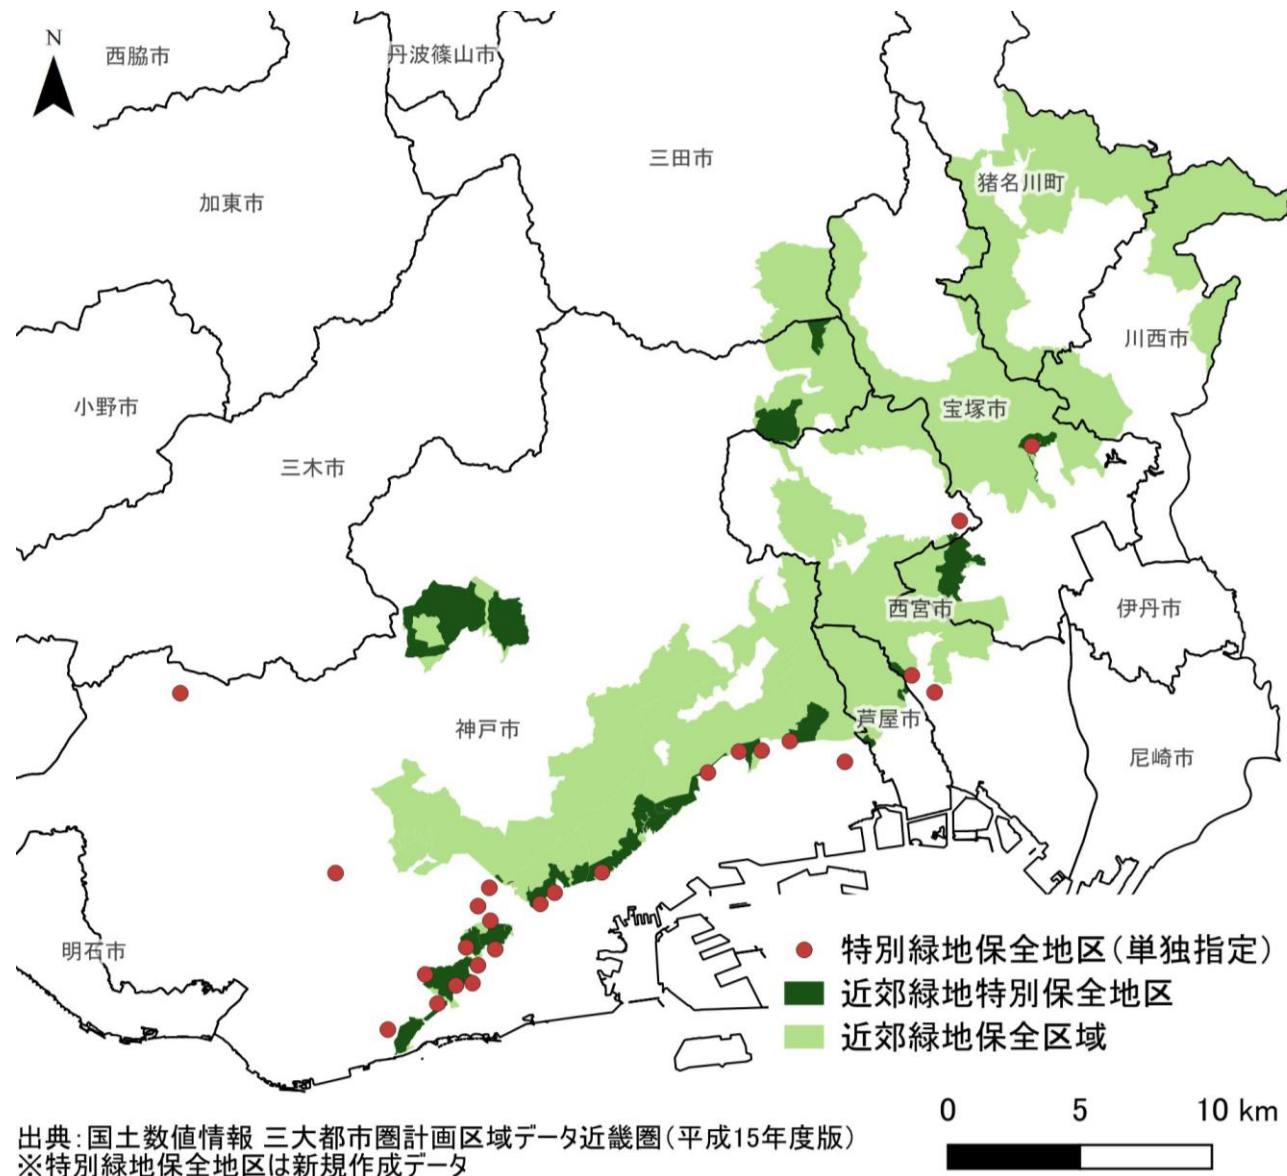 N
西脇市
丹波篠山市
三田市
猪名川町
加東市
川西市
小野市
宝塚市
三木市
西宮市
伊丹市
神戸市
芦屋市
尼崎市
明石市
特別緑地保全地区(単独指定)
近郊緑地特別保全地区
近郊緑地保全区域
0 5 10 km
出典:国土数値情報 三大都市圏計画区域データ近畿圏(平成15年度版)
※特別緑地保全地区は新規作成データ